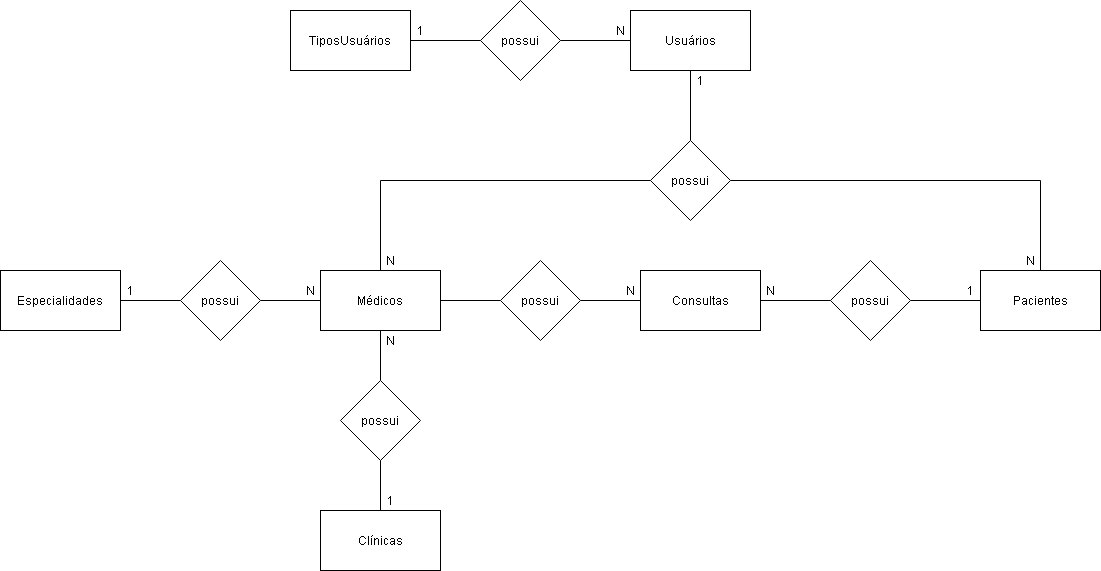 TiposUsuários 1 possui N Usuários
1
possui
N N
Especialidades 1 possui N Médicos possui N Consultas N possui 1 Pacientes
N
possui
1
Clínicas